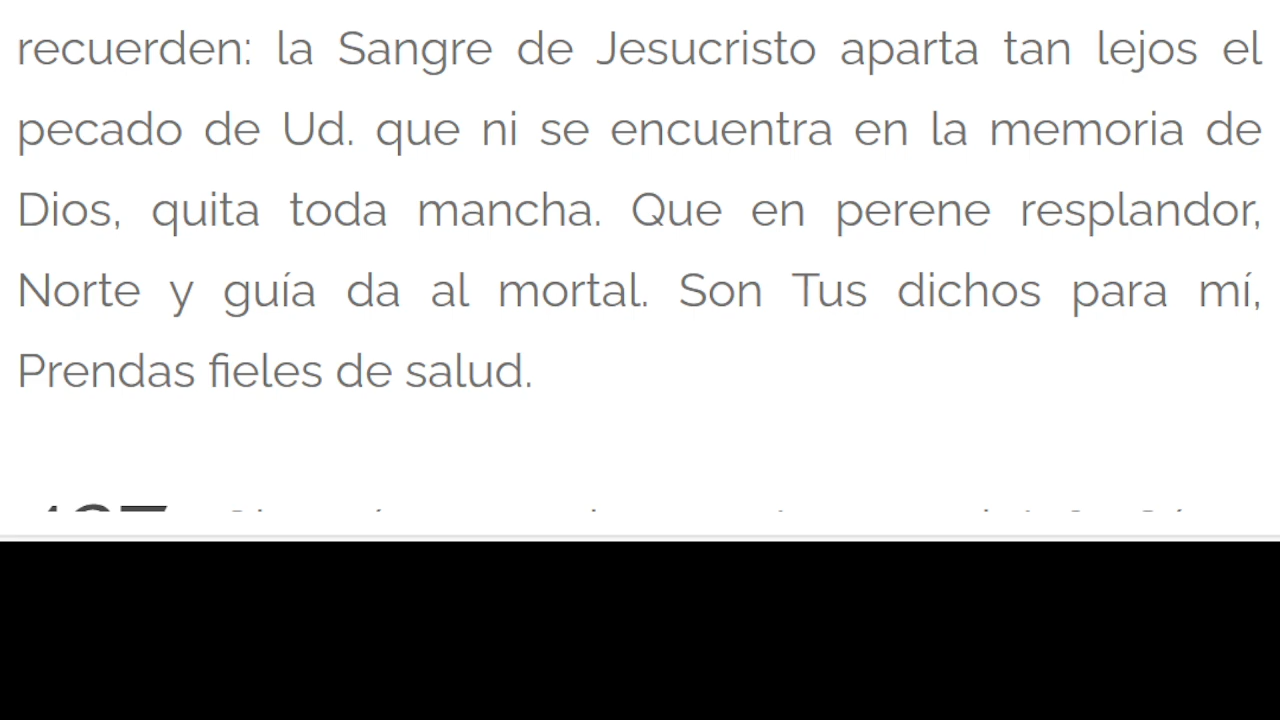 recuerden: la Sangre de Jesucristo aparta tan lejos el
pecado de Ud. que ni se encuentra en la memoria de
Dios, quita toda mancha. Que en perene resplandor,
Norte y guía da al mortal. Son Tus dichos para mí,
Prendas fieles de salud.